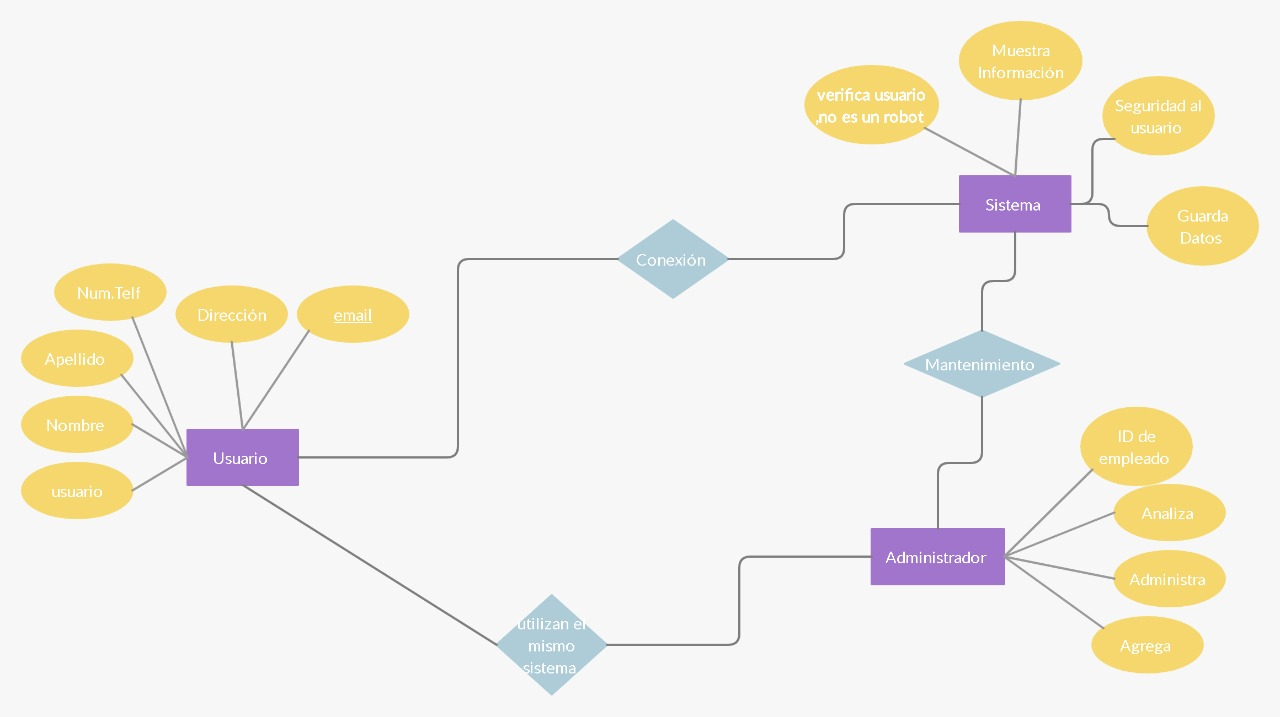 Muestra
Información
verifica usuario
,no es un robot
Seguridad al
usuario
Sistema
Guarda
Datos
Conexión
Num.Telf
Dirección
email
Apellido
Nombre
Usuario
usuario
Mantenimiento
ID de
empleado
Analiza
Administrador
Administra
Agrega
utilizan el
mismo
sistema